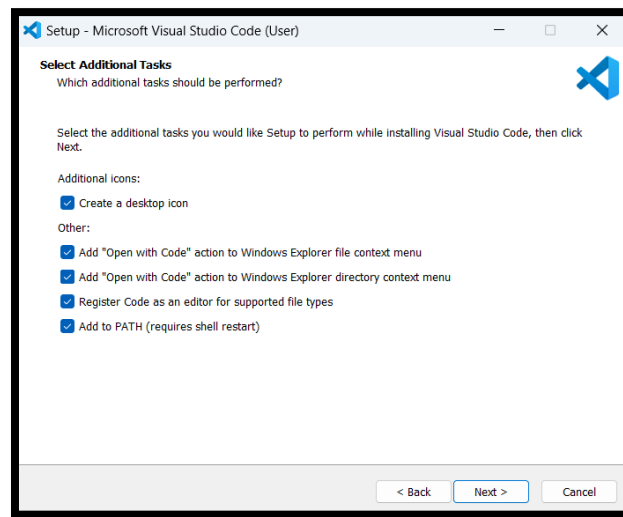 Setup - Microsoft Visual Studio Code (User)
Select Additional Tasks
Which additional tasks should be performed?
Select the additional tasks you would like Setup to perform while installing Visual Studio Code, then click
Next.
Additional icons:
Create a desktop icon
Other:
Add "Open with Code" action to Windows Explorer file context menu
Add "Open with Code" action to Windows Explorer directory context menu
Register Code as an editor for supported file types
Add to PATH (requires shell restart)
< Back Next > Cancel